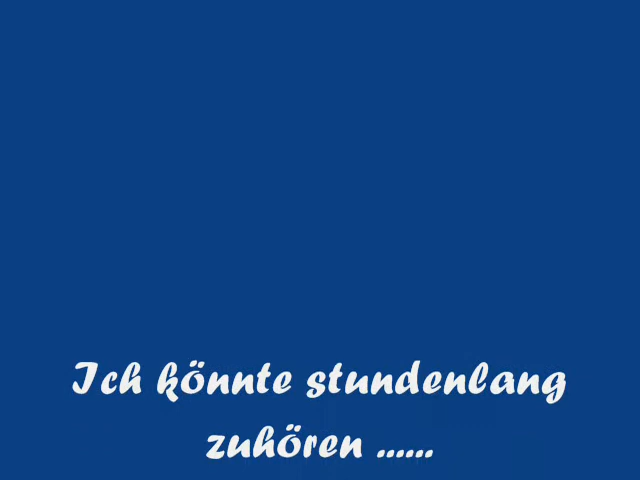 Ich könnte stundenlang
zuhören ......